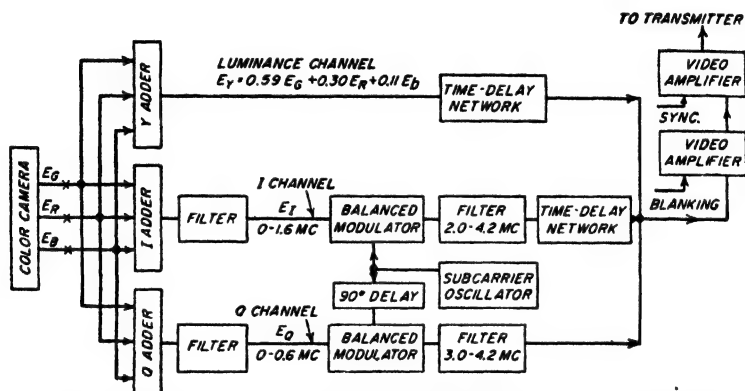 TO TRANSMITTER
VIDEO
AMPLIFIER
SYNC.
VIDEO
AMPLIFIER
BLANKING
LUMINANCE CHANNEL
E_Y = 0.59 E_G + 0.30 E_R + 0.11 E_b
Y ADDER
TIME-DELAY
NETWORK
COLOR CAMERA
E_G
E_R
E_B
I ADDER
FILTER
I CHANNEL
E_I
0-1.6 MC
BALANCED
MODULATOR
FILTER
2.0-4.2 MC
TIME-DELAY
NETWORK
90° DELAY
SUBCARRIER
OSCILLATOR
Q ADDER
FILTER
Q CHANNEL
E_Q
0-0.6 MC
BALANCED
MODULATOR
FILTER
3.0-4.2 MC